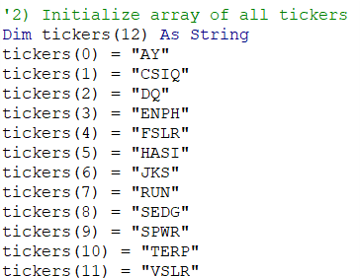 '2) Initialize array of all tickers
Dim tickers(12) As String
tickers(0) = "AY"
tickers(1) = "CSIQ"
tickers(2) = "DQ"
tickers(3) = "ENPH"
tickers(4) = "FSLR"
tickers(5) = "HASI"
tickers(6) = "JKS"
tickers(7) = "RUN"
tickers(8) = "SEDG"
tickers(9) = "SPWR"
tickers(10) = "TERP"
tickers(11) = "VSLR"